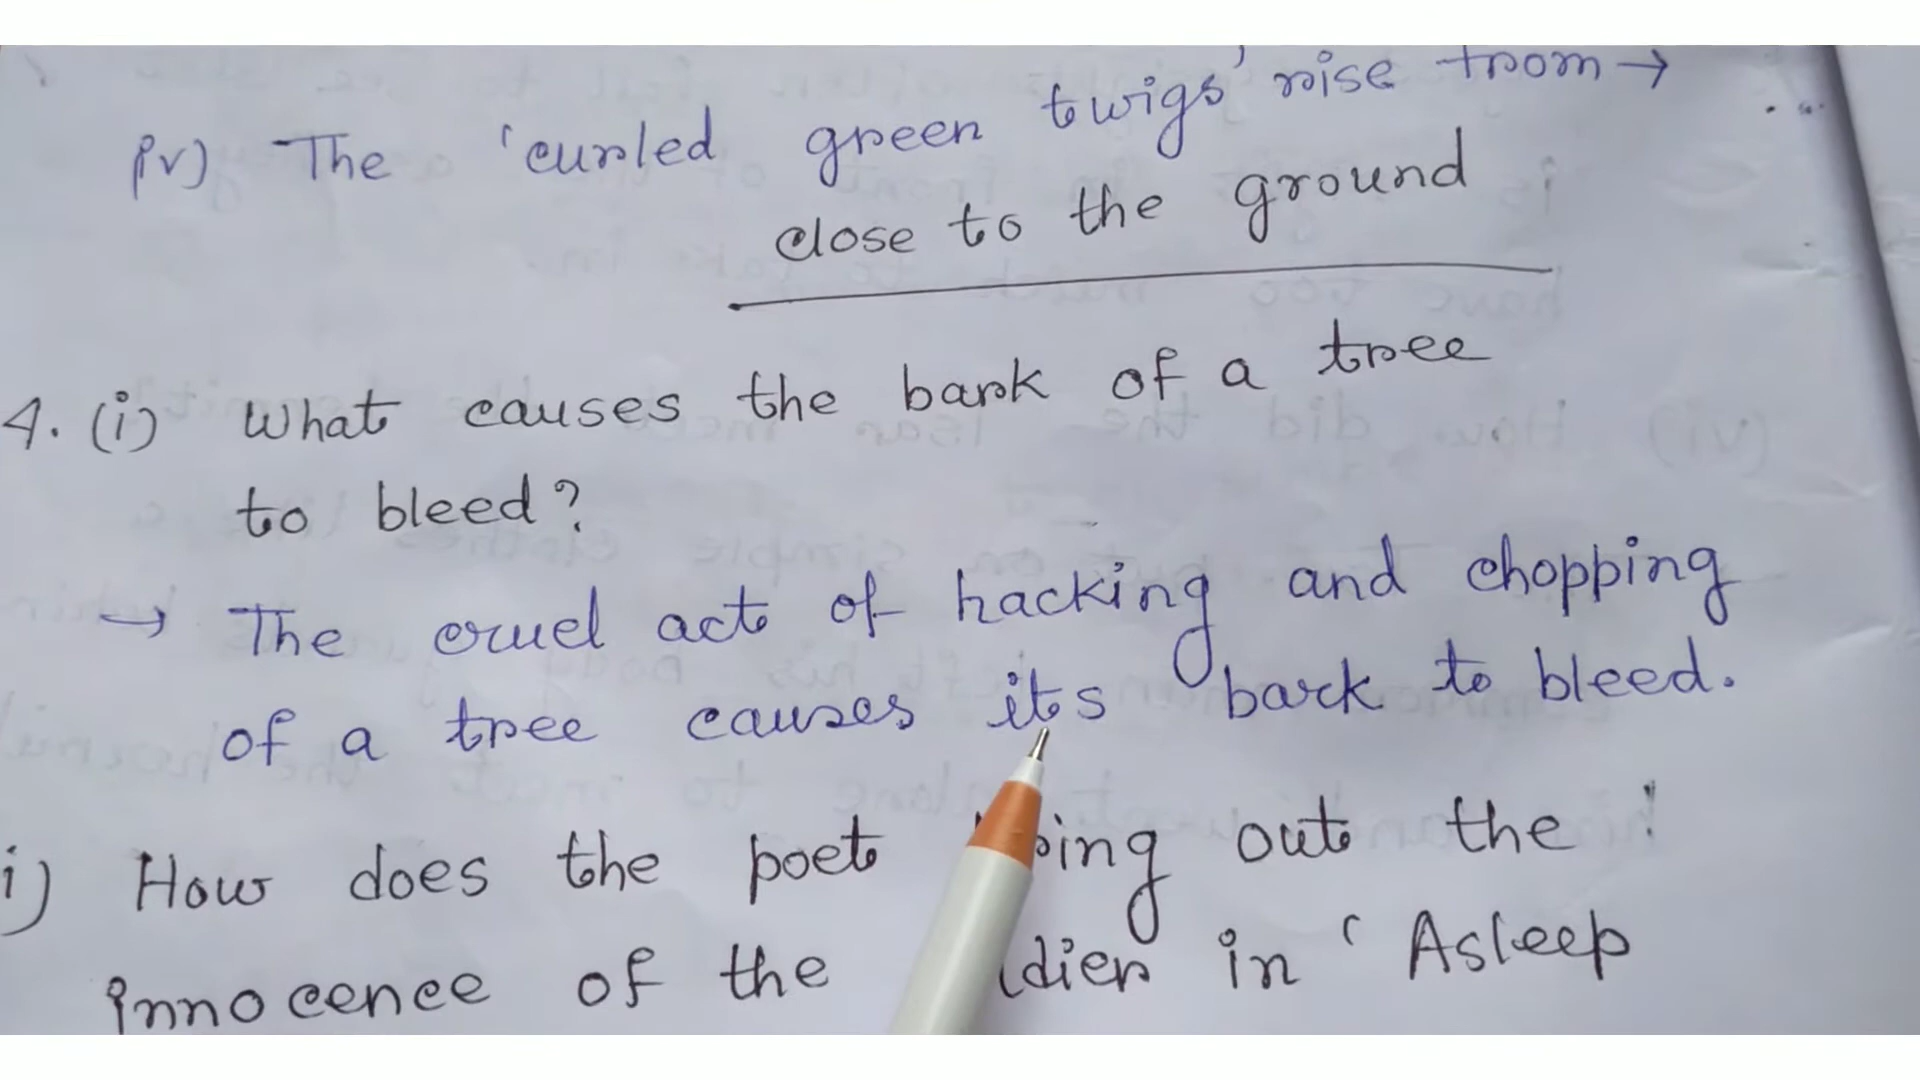 iv) The 'curled green twigs' rise from →
close to the ground
4. (i) What causes the bark of a tree
to bleed?
→ The cruel act of hacking and chopping
of a tree causes its bark to bleed.
i) How does the poet out the
innocence of the in 'Asleep